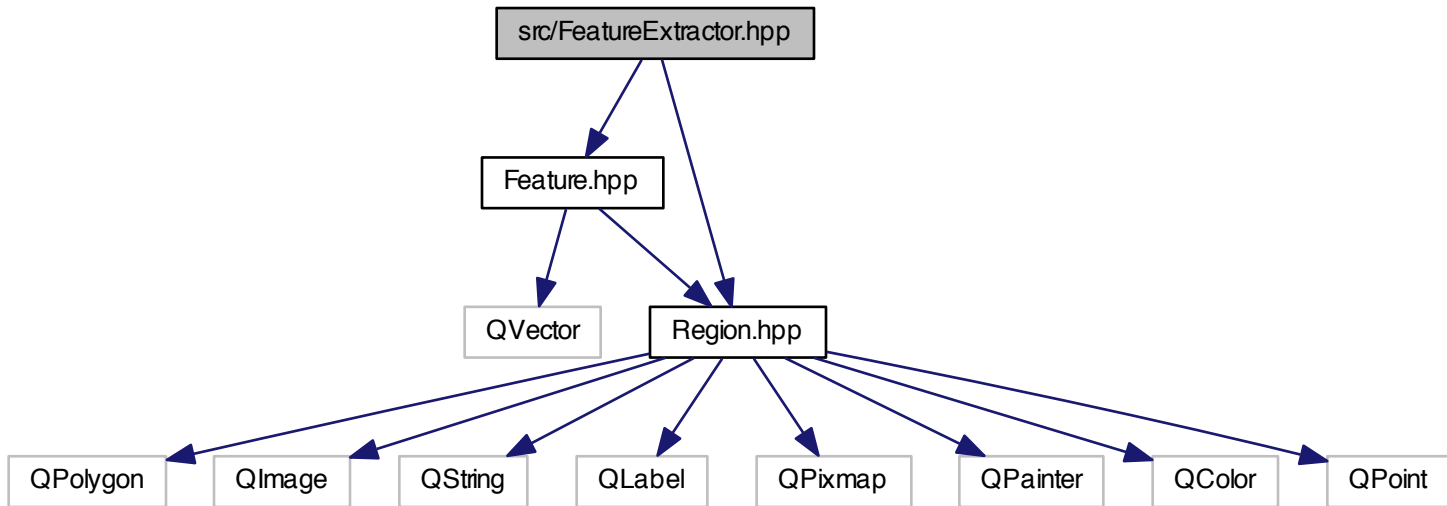 src/FeatureExtractor.hpp
Feature.hpp
QVector
Region.hpp
QPolygon
QImage
QString
QLabel
QPixmap
QPainter
QColor
QPoint